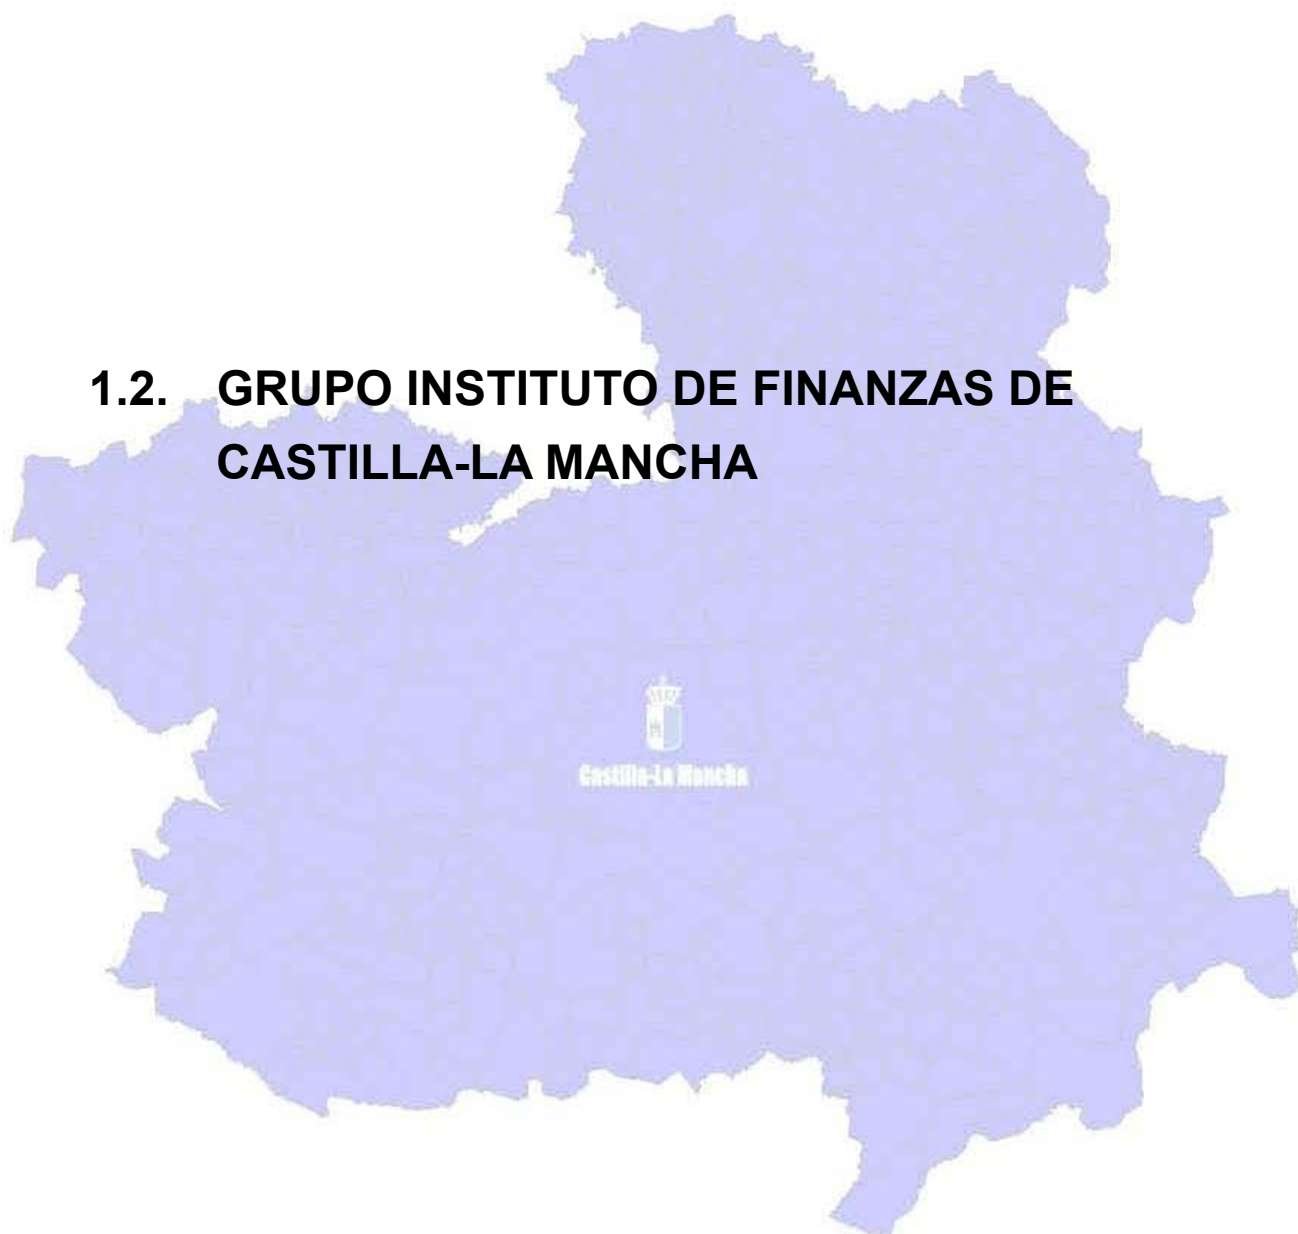 1.2. GRUPO INSTITUTO DE FINANZAS DE
CASTILLA-LA MANCHA
Castilla-La Mancha